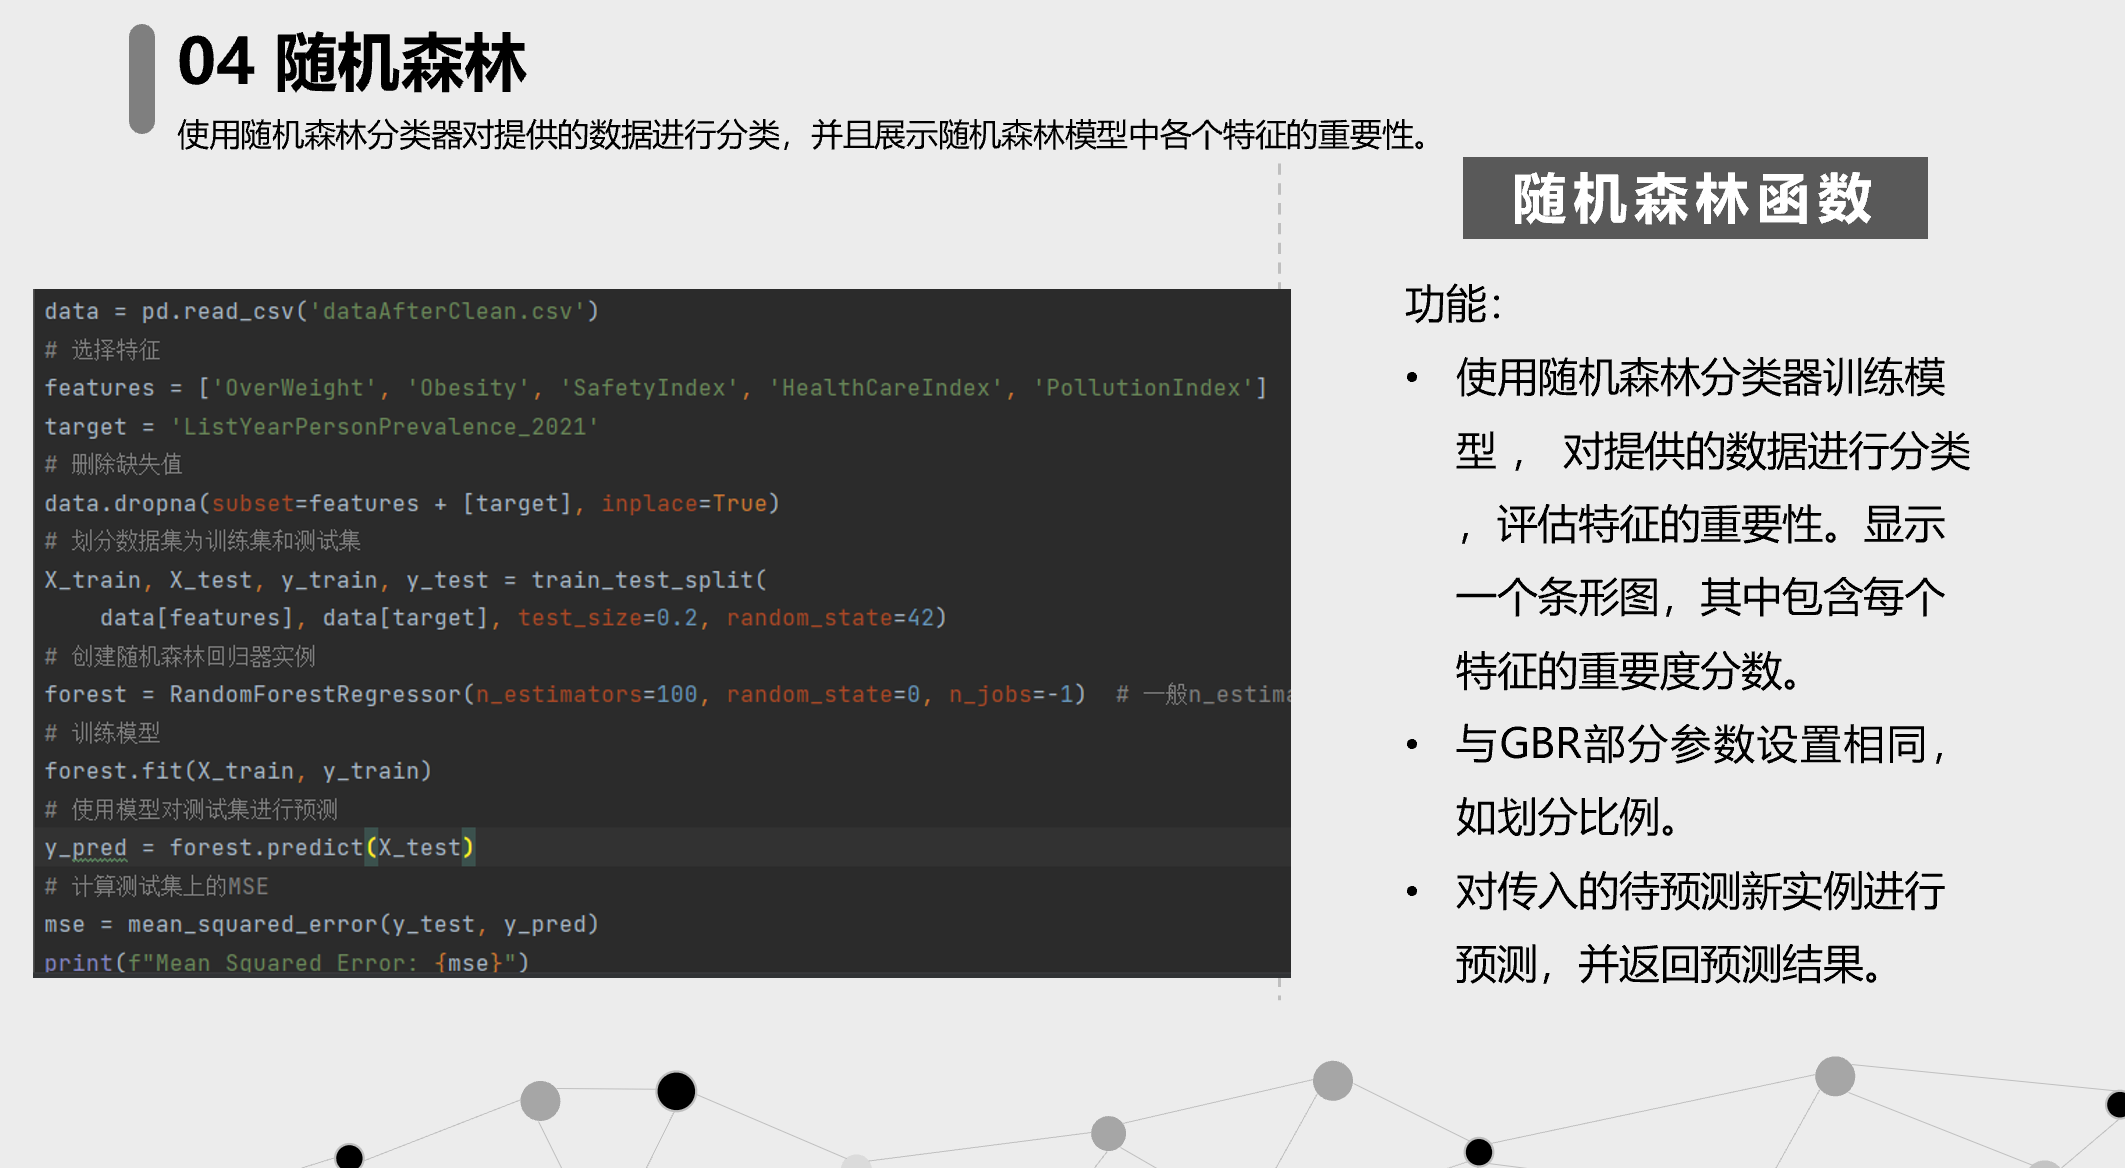 04 随机森林
使用随机森林分类器对提供的数据进行分类，并且展示随机森林模型中各个特征的重要性。
data = pd.read_csv('dataAfterClean.csv')
# 选择特征
features = ['OverWeight', 'Obesity', 'SafetyIndex', 'HealthCareIndex', 'PollutionIndex']
target = 'ListYearPersonPrevalence_2021'
# 删除缺失值
data.dropna(subset=features + [target], inplace=True)
# 划分数据集为训练集和测试集
X_train, X_test, y_train, y_test = train_test_split(
    data[features], data[target], test_size=0.2, random_state=42)
# 创建随机森林回归器实例
forest = RandomForestRegressor(n_estimators=100, random_state=0, n_jobs=-1)  # 一般n_estima
# 训练模型
forest.fit(X_train, y_train)
# 使用模型对测试集进行预测
y_pred = forest.predict(X_test)
# 计算测试集上的MSE
mse = mean_squared_error(y_test, y_pred)
print(f"Mean Squared Error: {mse}")
随机森林函数
功能：
• 使用随机森林分类器训练模
型， 对提供的数据进行分类
，评估特征的重要性。显示
一个条形图，其中包含每个
特征的重要度分数。
• 与GBR部分参数设置相同，
如划分比例。
• 对传入的待预测新实例进行
预测，并返回预测结果。